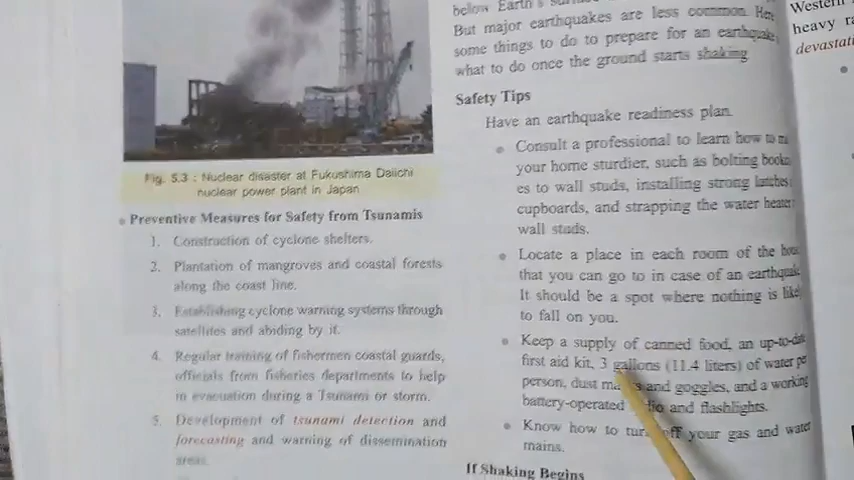 Fig. 5.3 : Nuclear disaster at Fukushima Daiichi
nuclear power plant in Japan
Preventive Measures for Safety from Tsunamis
1. Construction of cyclone shelters.
2. Plantation of mangroves and coastal forests
along the coast line.
3. Establishing cyclone warning systems through
satellites and abiding by it.
4. Regular training of fishermen coastal guards,
officials from fisheries departments to help
in evacuation during a Tsunami or storm.
5. Development of tsunami detection and
forecasting and warning of dissemination
areas.
below Earth's
But major earthquakes are less common. Here
some things to do to prepare for an earthquake
what to do once the ground starts shaking
Safety Tips
Have an earthquake readiness plan.
Consult a professional to learn how to
your home sturdier, such as bolting
es to wall studs, installing strong latches
cupboards, and strapping the water heater
wall studs.
Locate a place in each room of the
that you can go to in case of an earthquake
It should be a spot where nothing is
to fall on you.
Keep a supply of canned food, an up-to-date
first aid kit, 3 gallons (11.4 liters) of water per
person, dust and goggles, and a working
battery-operated and flashlights.
Know how to turn off your gas and water
mains.
If Shaking Begins
Western
heavy